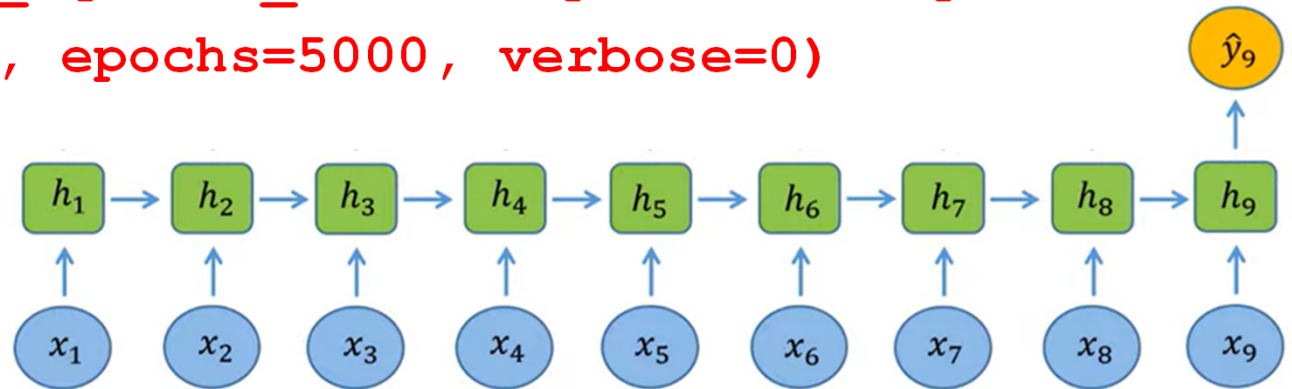 , epochs=5000, verbose=0)
ŷ₉
h₁ h₂ h₃ h₄ h₅ h₆ h₇ h₈ h₉
x₁ x₂ x₃ x₄ x₅ x₆ x₇ x₈ x₉